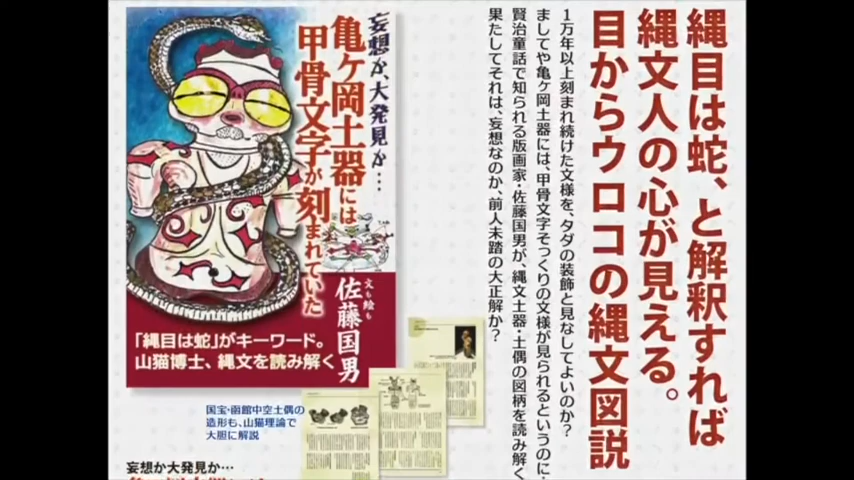 縄目は蛇、と解釈すれば
縄文人の心が見える。
目からウロコの縄文図説
1万年以上刻まれ続けた文様を、タダの装飾と見なしてよいのか?
ましてや亀ヶ岡土器には、甲骨文字そっくりの文様が見られるというのに…
賢治童話で知られる版画家・佐藤国男が、縄文土器・土偶の図柄を読み解く
果たしてそれは、妄想なのか、前人未踏の大正解か?
妄想か、大発見か…
亀ヶ岡土器には
甲骨文字が刻まれていた
文も絵も
佐藤国男
「縄目は蛇」がキーワード。
山猫博士、縄文を読み解く
国宝・函館中空土偶の
造形も、山猫理論で
大胆に解説
妄想か大発見か…